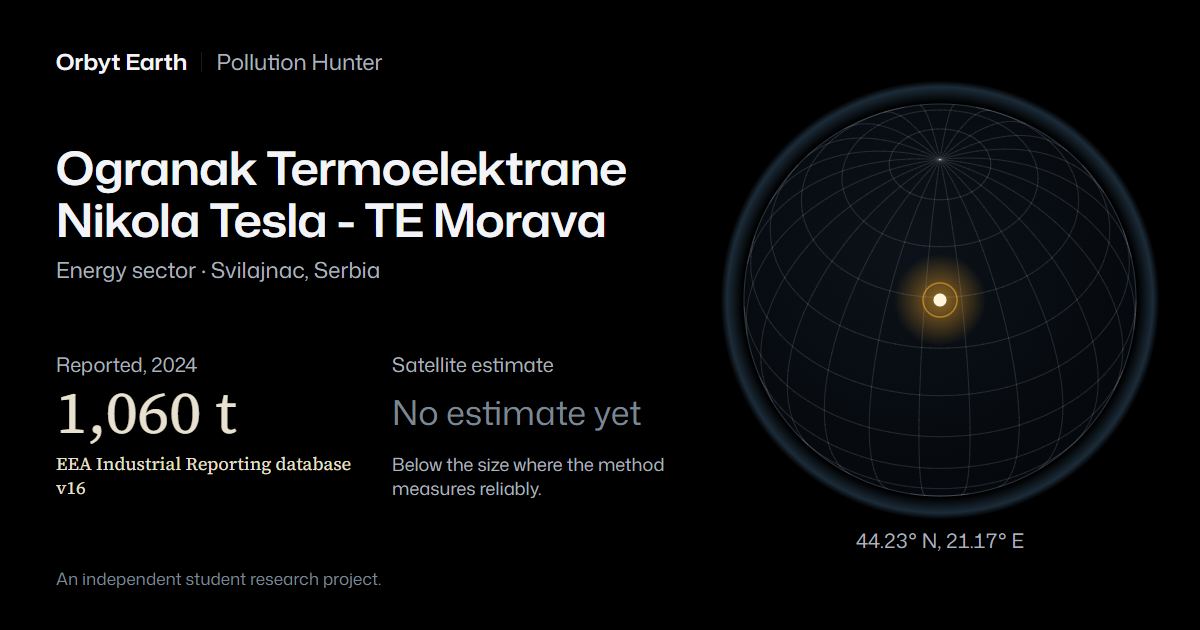 Orbyt Earth | Pollution Hunter
Ogranak Termoelektrane
Nikola Tesla - TE Morava
Energy sector · Svilajnac, Serbia
Reported, 2024
1,060 t
EEA Industrial Reporting database
v16
Satellite estimate
No estimate yet
Below the size where the method
measures reliably.
44.23° N, 21.17° E
An independent student research project.